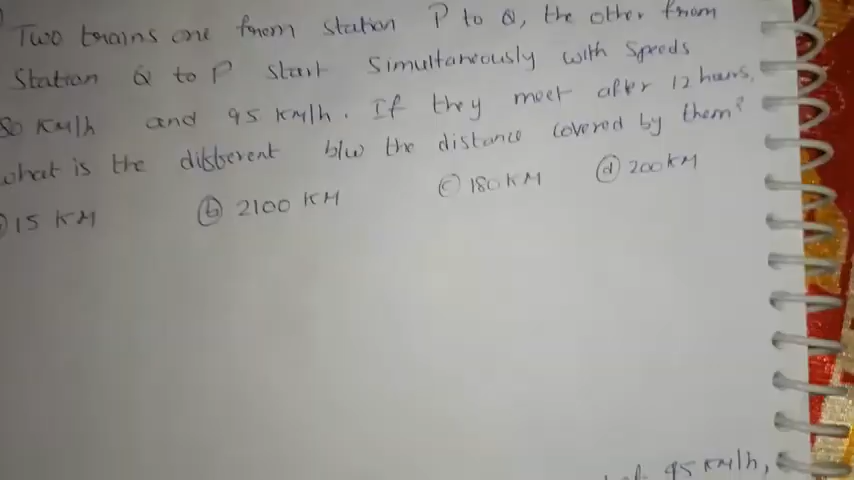 Two trains one from station P to Q, the other from
Station Q to P start Simultaneously with Speeds
80 KM/h and 95 KM/h. If they meet after 12 hours,
what is the different b/w the distance covered by them?
15 KM (b) 2100 KM (c) 180 KM (d) 200 KM
95 KM/h,